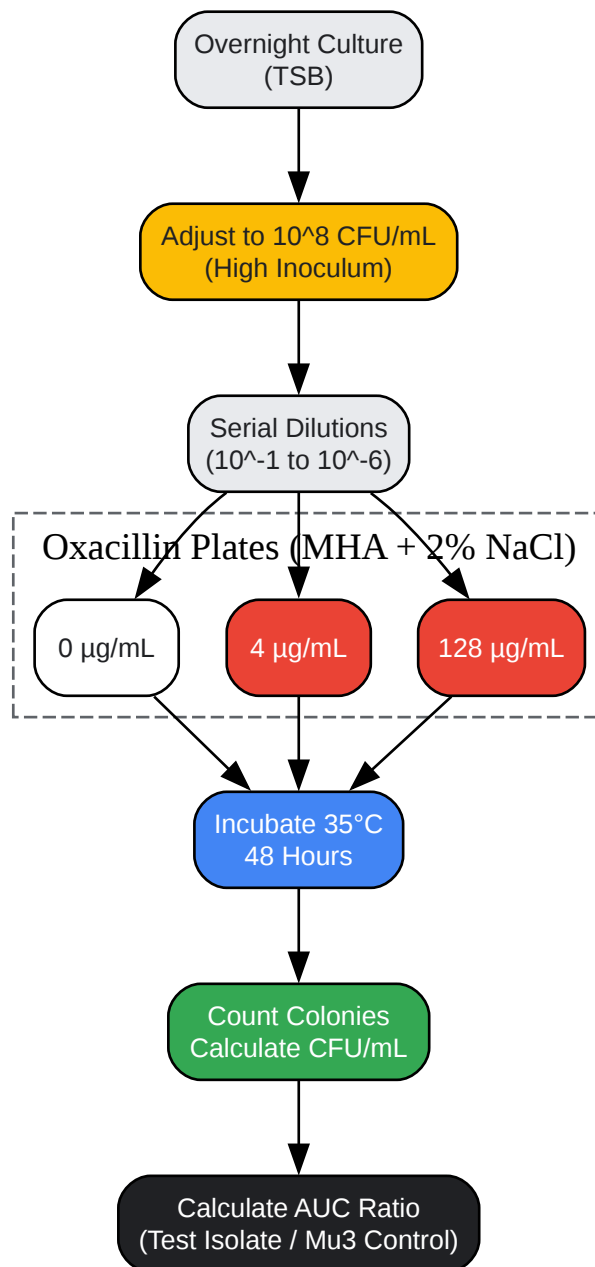 Overnight Culture
(TSB)
Adjust to 10^8 CFU/mL
(High Inoculum)
Serial Dilutions
(10^-1 to 10^-6)
Oxacillin Plates (MHA + 2% NaCl)
0 µg/mL
4 µg/mL
128 µg/mL
Incubate 35°C
48 Hours
Count Colonies
Calculate CFU/mL
Calculate AUC Ratio
(Test Isolate / Mu3 Control)